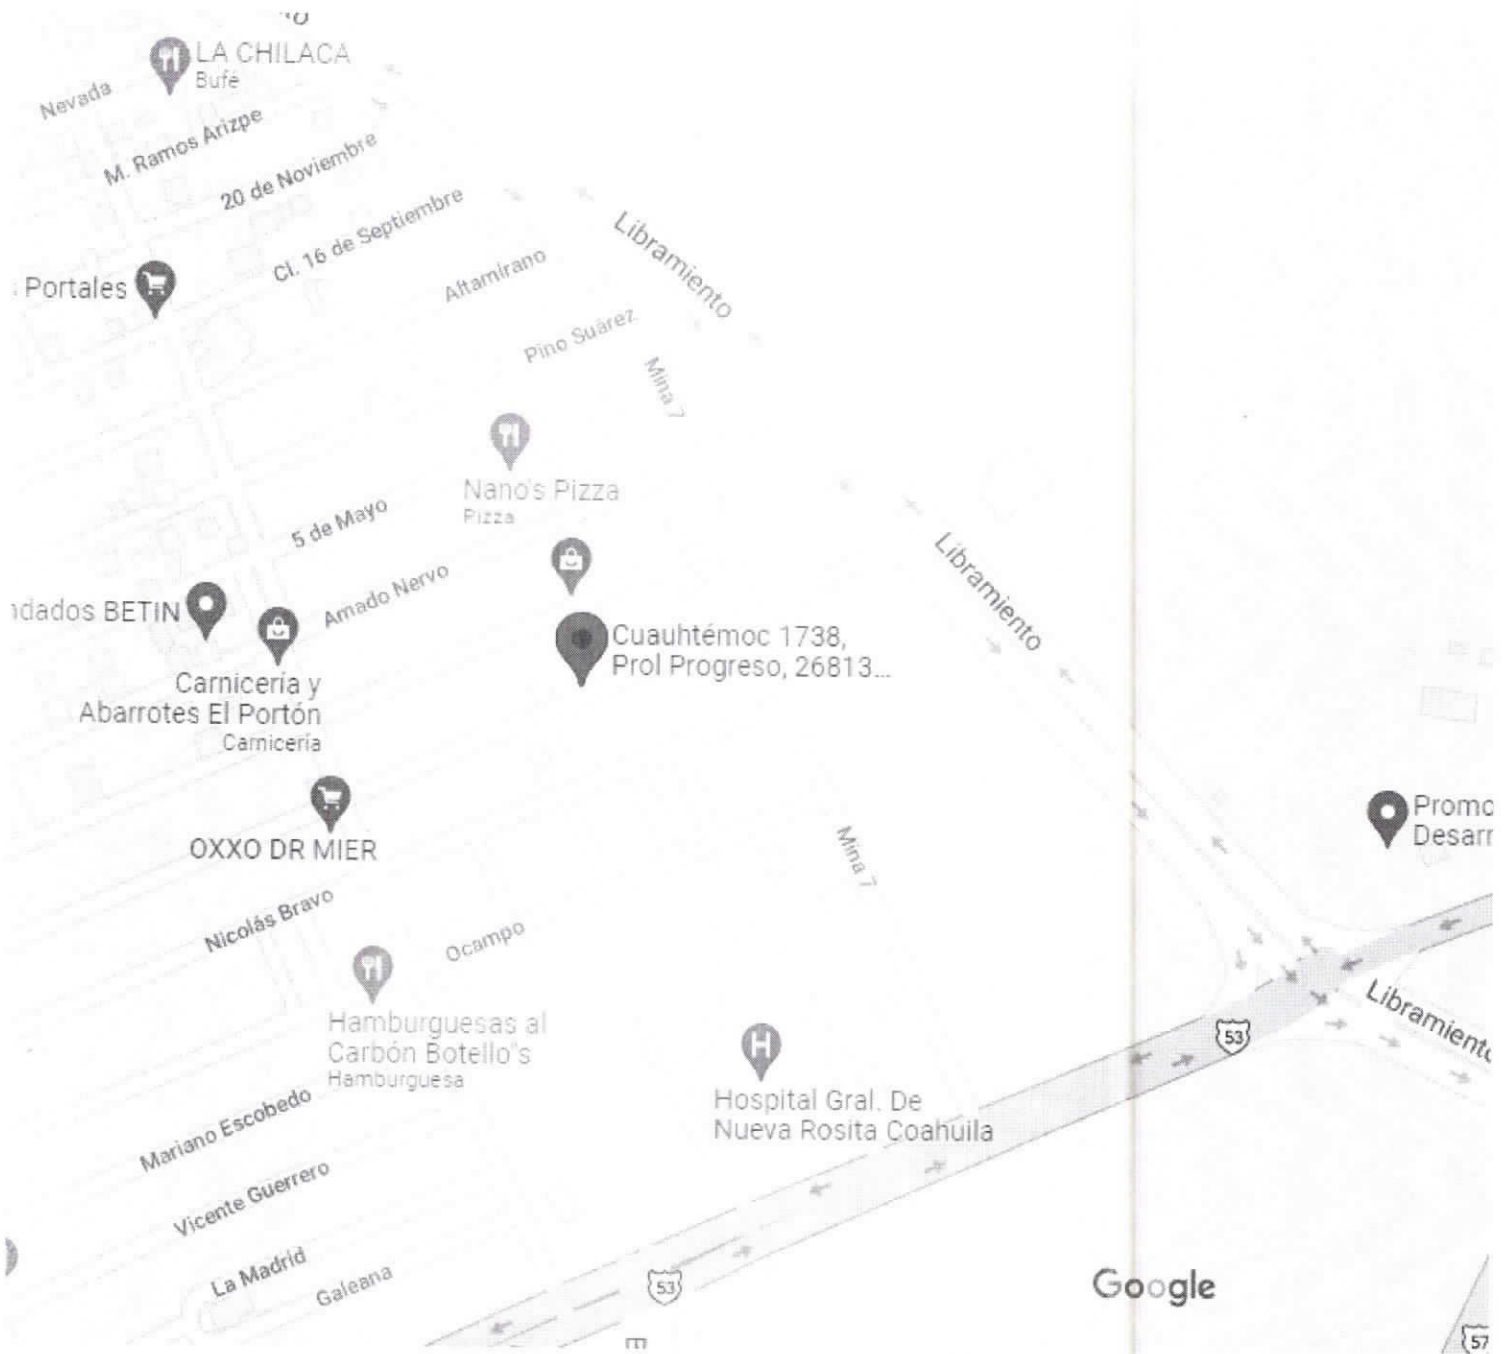 LA CHILACA
Bufé
Nevada
M. Ramos Arizpe
20 de Noviembre
Cl. 16 de Septiembre
Libramiento
Portales
Altamirano
Pino Suárez
Mina 7
Nano's Pizza
Pizza
5 de Mayo
Amado Nervo
Libramiento
ndados BETIN
Cuauhtémoc 1738,
Prol Progreso, 26813...
Carnicería y
Abarrotes El Portón
Carnicería
OXXO DR MIER
Promo
Desarr
Mina 7
Nicolás Bravo
Ocampo
Libramiento
Hamburguesas al
Carbón Botello"s
Hamburguesa
53
H
Hospital Gral. De
Nueva Rosita Coahuila
Mariano Escobedo
Vicente Guerrero
La Madrid
Galeana
53
Google
57